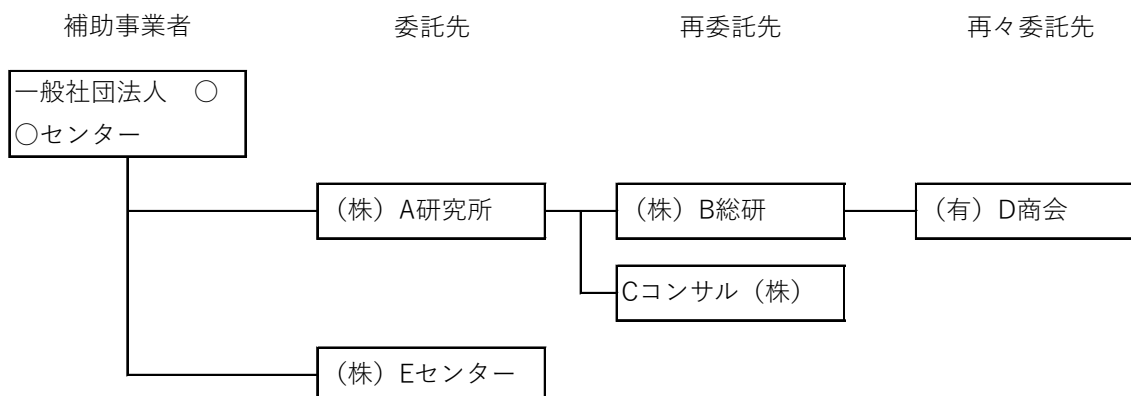 補助事業者 委託先 再委託先 再々委託先
一般社団法人　○
○センター
（株）A研究所 （株）B総研 （有）D商会
Cコンサル（株）
（株）Eセンター